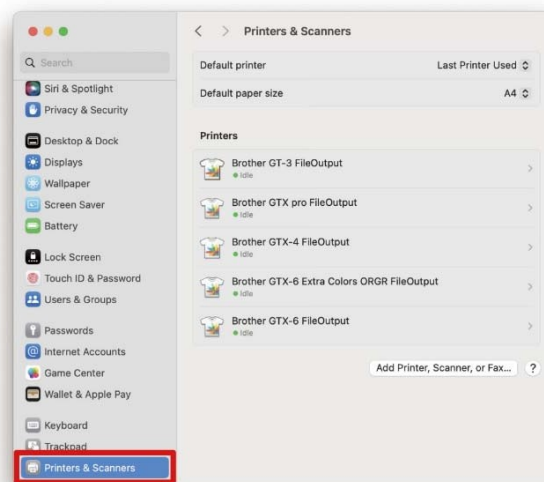 Printers & Scanners
Search
Siri & Spotlight
Privacy & Security
Desktop & Dock
Displays
Wallpaper
Screen Saver
Battery
Lock Screen
Touch ID & Password
Users & Groups
Passwords
Internet Accounts
Game Center
Wallet & Apple Pay
Keyboard
Trackpad
Printers & Scanners
Default printer Last Printer Used
Default paper size A4
Printers
Brother GT-3 FileOutput
Idle
Brother GTX pro FileOutput
Idle
Brother GTX-4 FileOutput
Idle
Brother GTX-6 Extra Colors ORGR FileOutput
Idle
Brother GTX-6 FileOutput
Idle
Add Printer, Scanner, or Fax... ?